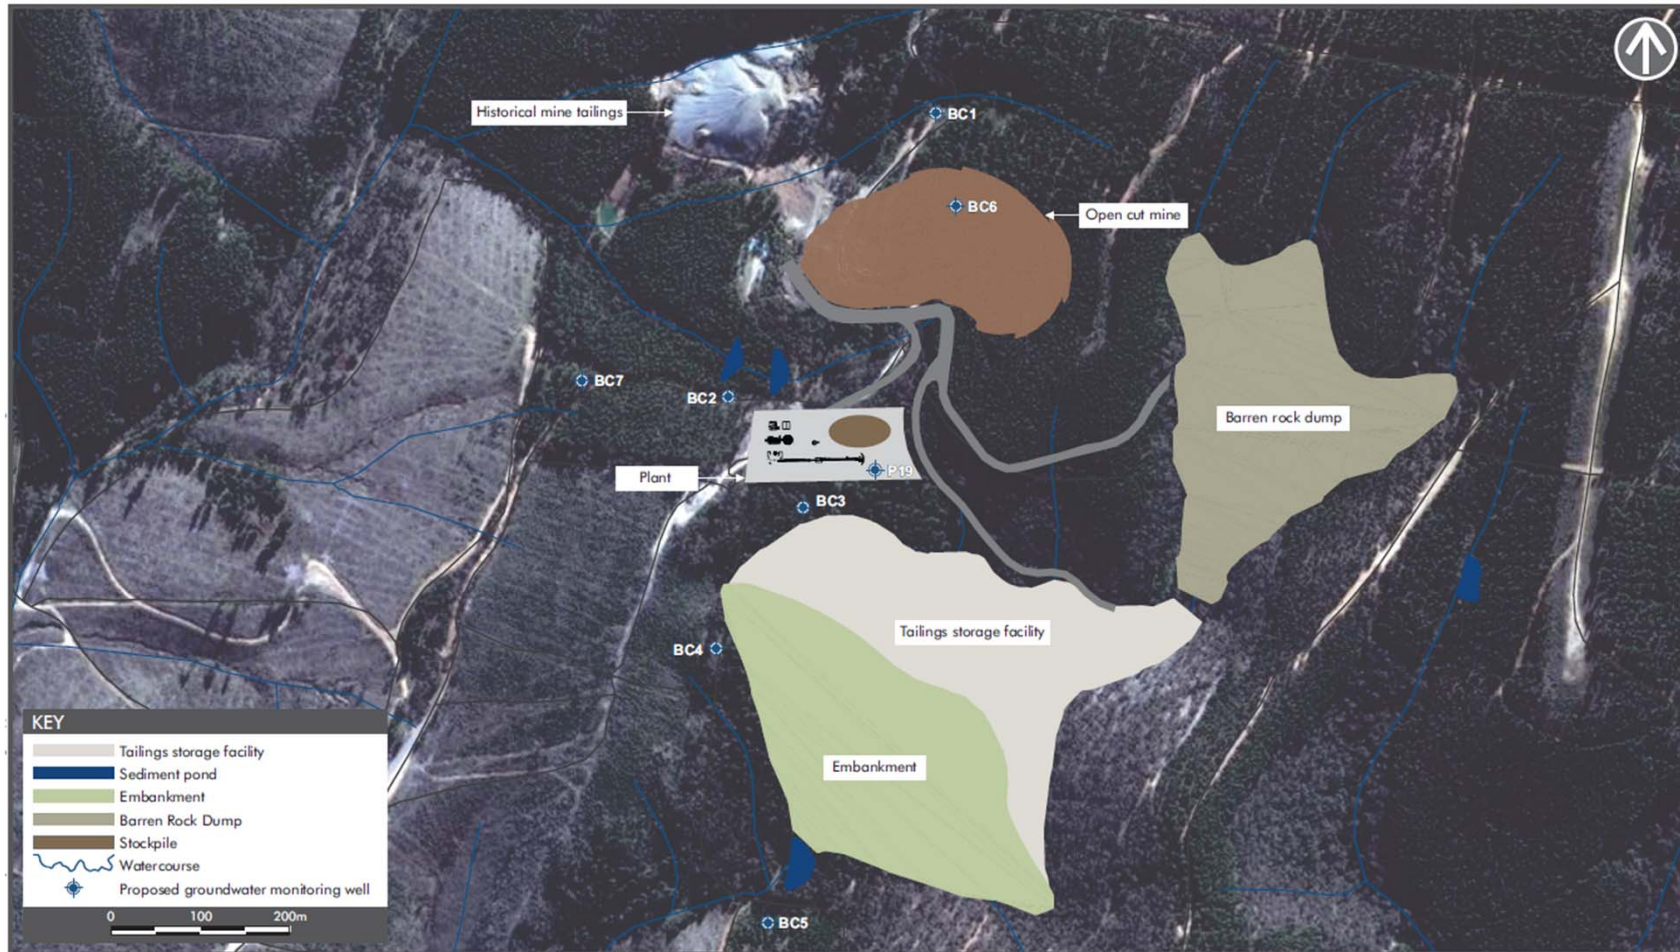 Historical mine tailings
BC1
BC6
Open cut mine
BC7
BC2
Barren rock dump
Plant
P19
BC3
Tailings storage facility
BC4
Embankment
BC5
KEY
Tailings storage facility
Sediment pond
Embankment
Barren Rock Dump
Stockpile
Watercourse
Proposed groundwater monitoring well
0 100 200m